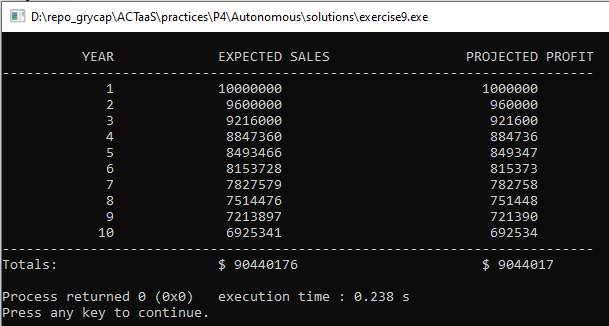 D:\repo_grycap\ACTaaS\practices\P4\Autonomous\solutions\exercise9.exe
YEAR EXPECTED SALES PROJECTED PROFIT
--------------------------------------------------------------------------
1 10000000 1000000
2 9600000 960000
3 9216000 921600
4 8847360 884736
5 8493466 849347
6 8153728 815373
7 7827579 782758
8 7514476 751448
9 7213897 721390
10 6925341 692534
--------------------------------------------------------------------------
Totals: $ 90440176 $ 9044017
Process returned 0 (0x0) execution time : 0.238 s
Press any key to continue.